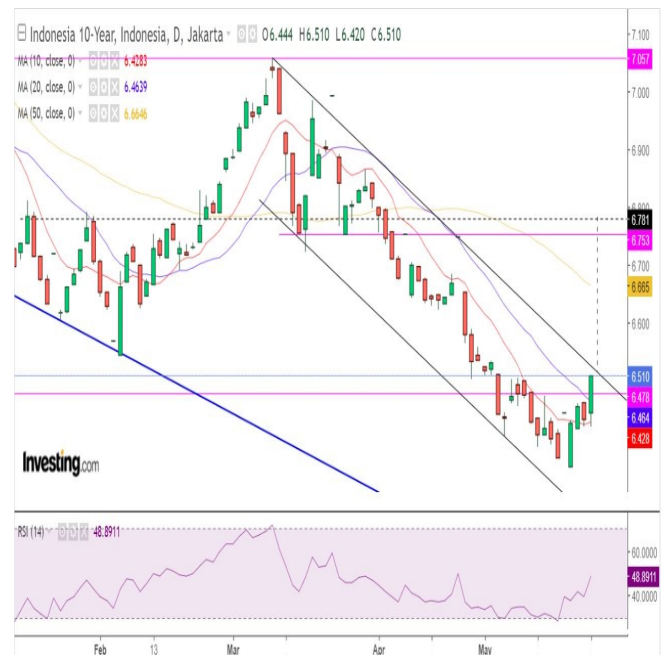 Indonesia 10-Year, Indonesia, D, Jakarta O6.444 H6.510 L6.420 C6.510
MA (10, close, 0) 6.4283
MA (20, close, 0) 6.4639
MA (50, close, 0) 6.6646
7.100
7.057
7.000
6.900
6.800
6.781
6.753
6.700
6.665
6.600
6.510
6.478
6.464
6.428
Investing.com
RSI (14) 48.8911
60.0000
48.8911
40.0000
Feb 13 Mar Apr May